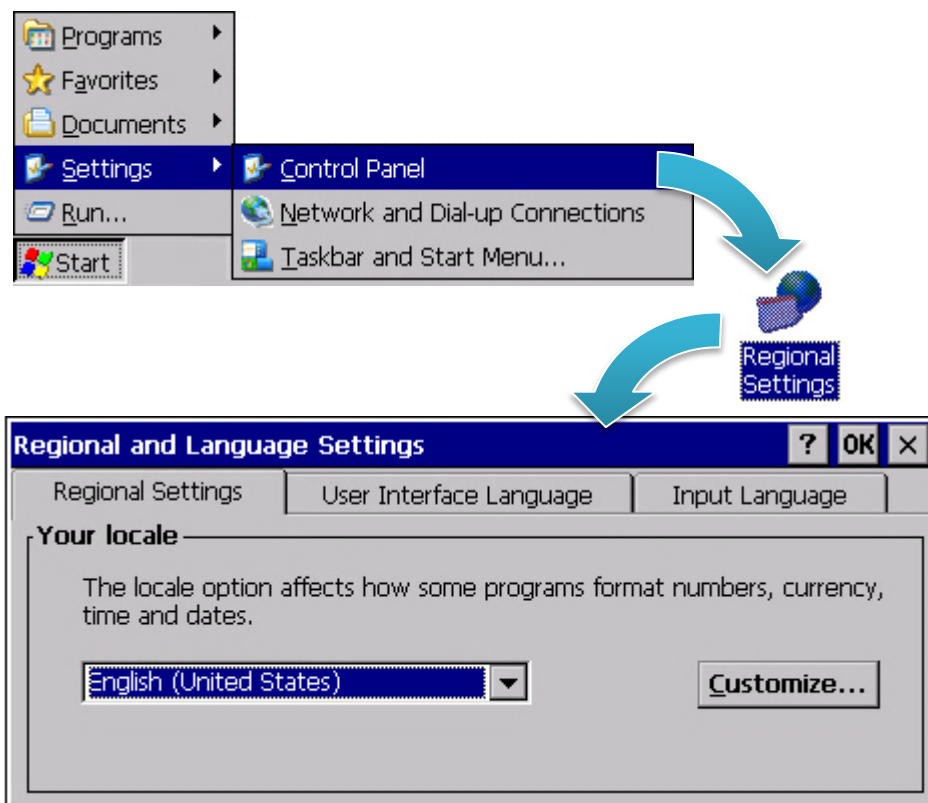 Programs
Favorites
Documents
Settings
Control Panel
Run...
Network and Dial-up Connections
Start
Taskbar and Start Menu...
Regional
Settings
Regional and Language Settings ? OK ×
Regional Settings User Interface Language Input Language
Your locale
The locale option affects how some programs format numbers, currency,
time and dates.
English (United States) Customize...